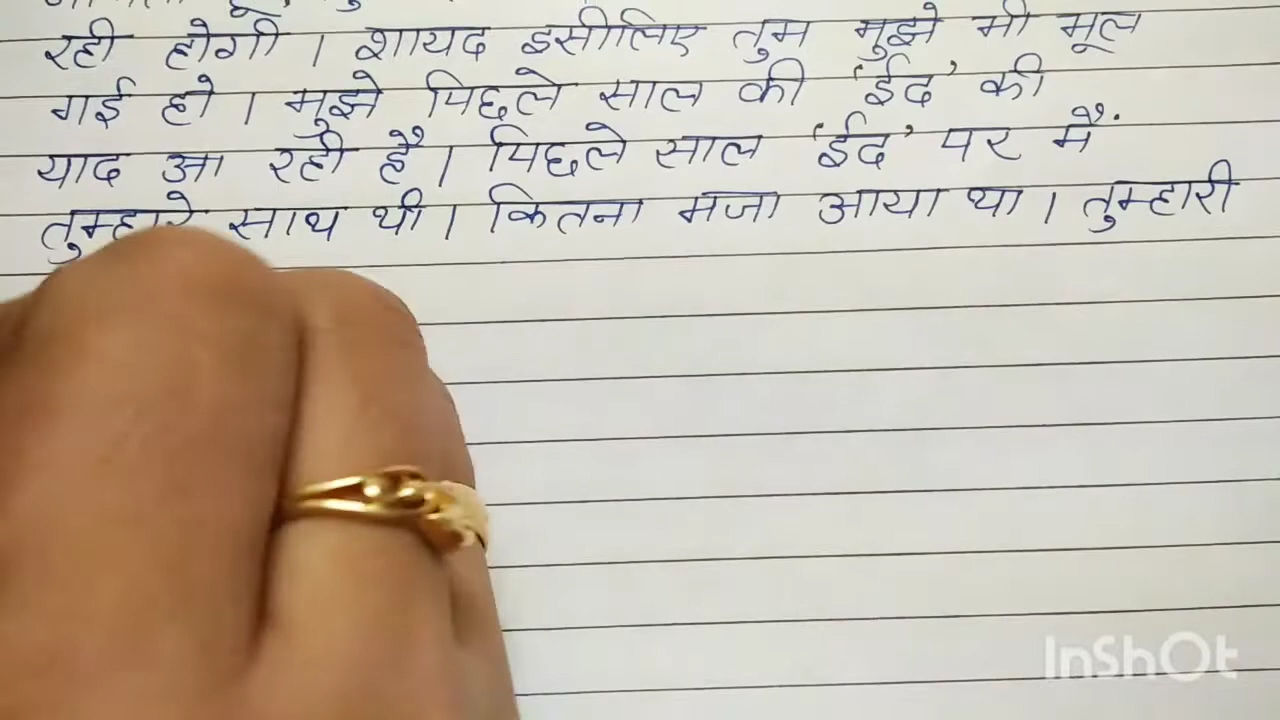 रही होगी । शायद इसीलिए तुम मुझे भी भूल
गई हो । मुझे पिछले साल की 'ईद' की
याद आ रही है । पिछले साल 'ईद' पर मैं
तुम्हारे साथ थी । कितना मजा आया था । तुम्हारी
InShOt